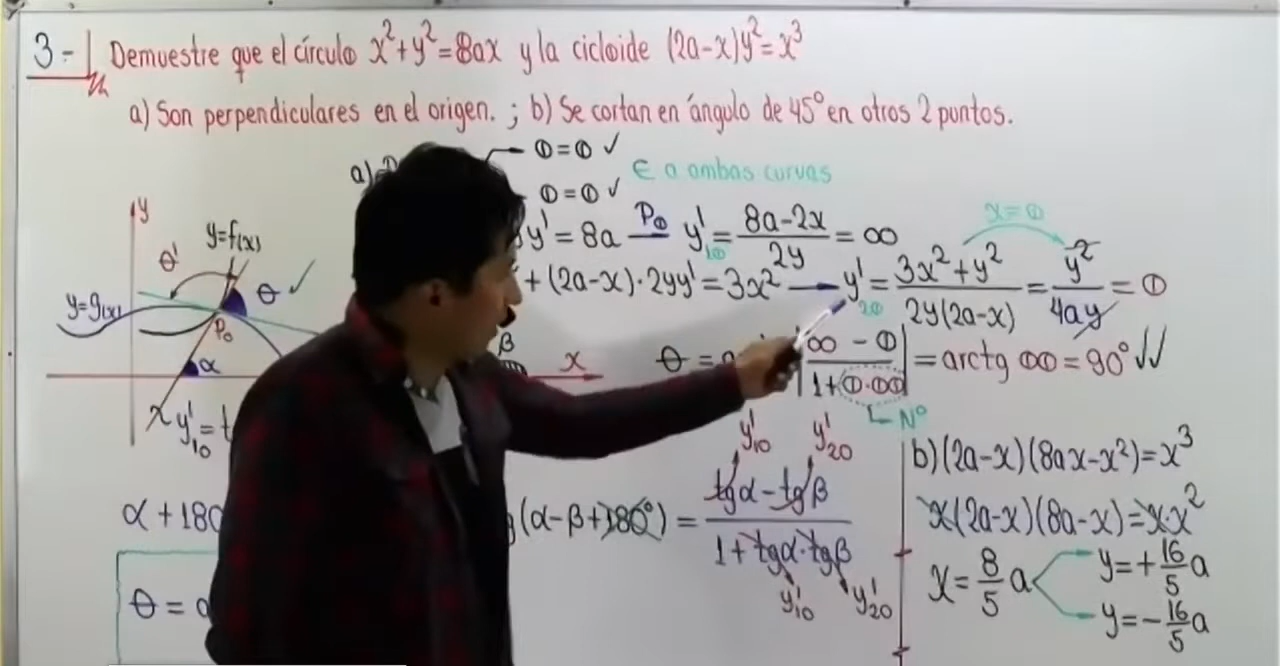 3-| Demuestre que el círculo x²+y²=8ax y la cicloide (2a-x)y²=x³
a) Son perpendiculares en el origen. ; b) Se cortan en ángulo de 45° en otros 2 puntos.
a)
0=0 ✓
0=0 ✓
∈ a ambas curvas
y' = 8a —P₀→ y'₁₀ = (8a-2x)/(2y) = ∞
x=0
+ (2a-x)·2yy' = 3x² → y'₂₀ = (3x²+y²)/(2y(2a-x)) = y²/(4ay) = 0
θ = |(∞ - 0)/(1+(0·∞))| = arctg ∞ = 90° ✓✓
Nº
y
y=f(x)
θ'
θ ✓
y=g(x)
P₀
α
β
x
y'₁₀ = t
α + 180
(α-β+180°) = (tgα - tgβ)/(1+tgα·tgβ)
y'₁₀ y'₂₀
y'₁₀ y'₂₀
θ = a
b) (2a-x)(8ax-x²)=x³
x(2a-x)(8a-x)=x·x²
x = 8/5 a
y=+16/5 a
y=-16/5 a